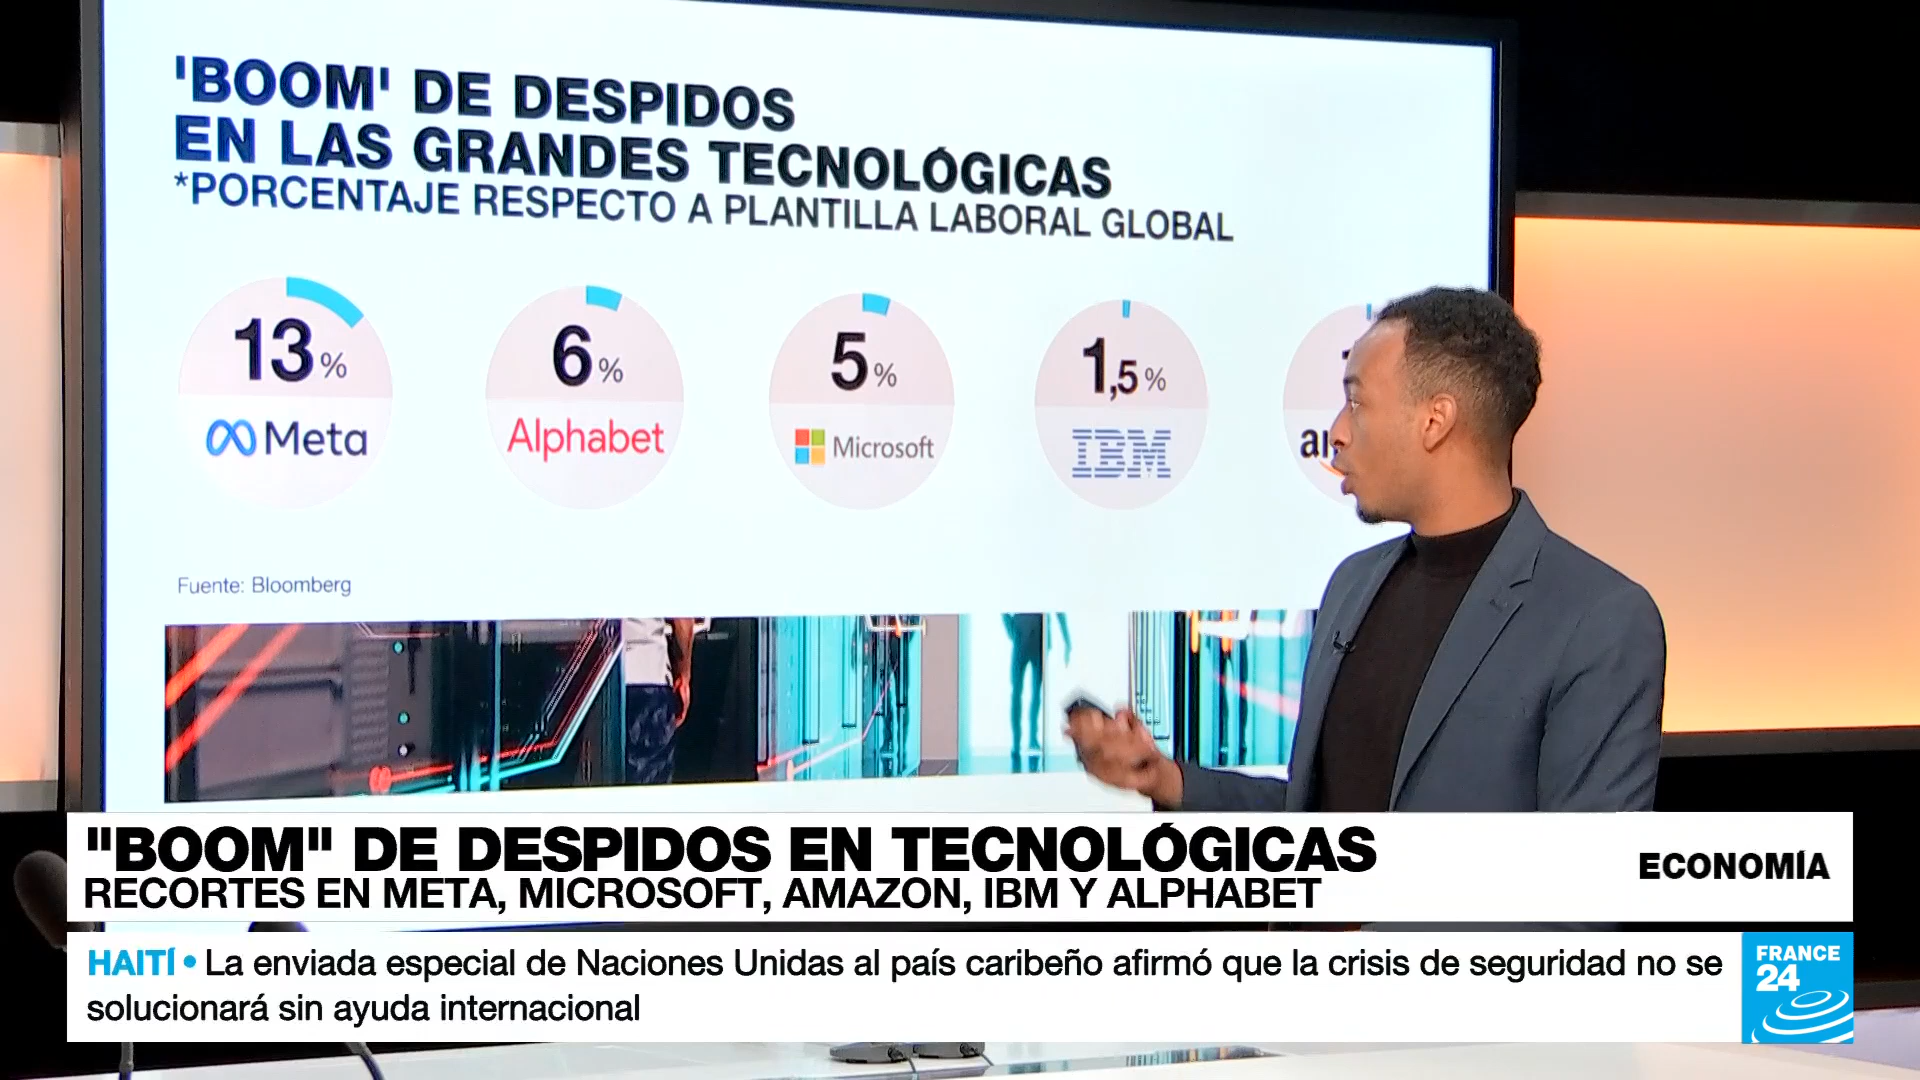 'BOOM' DE DESPIDOS
EN LAS GRANDES TECNOLÓGICAS
*PORCENTAJE RESPECTO A PLANTILLA LABORAL GLOBAL
13%
Meta
6%
Alphabet
5%
Microsoft
1,5%
IBM
Fuente: Bloomberg
"BOOM" DE DESPIDOS EN TECNOLÓGICAS
RECORTES EN META, MICROSOFT, AMAZON, IBM Y ALPHABET
ECONOMÍA
HAITÍ • La enviada especial de Naciones Unidas al país caribeño afirmó que la crisis de seguridad no se
solucionará sin ayuda internacional
FRANCE
24